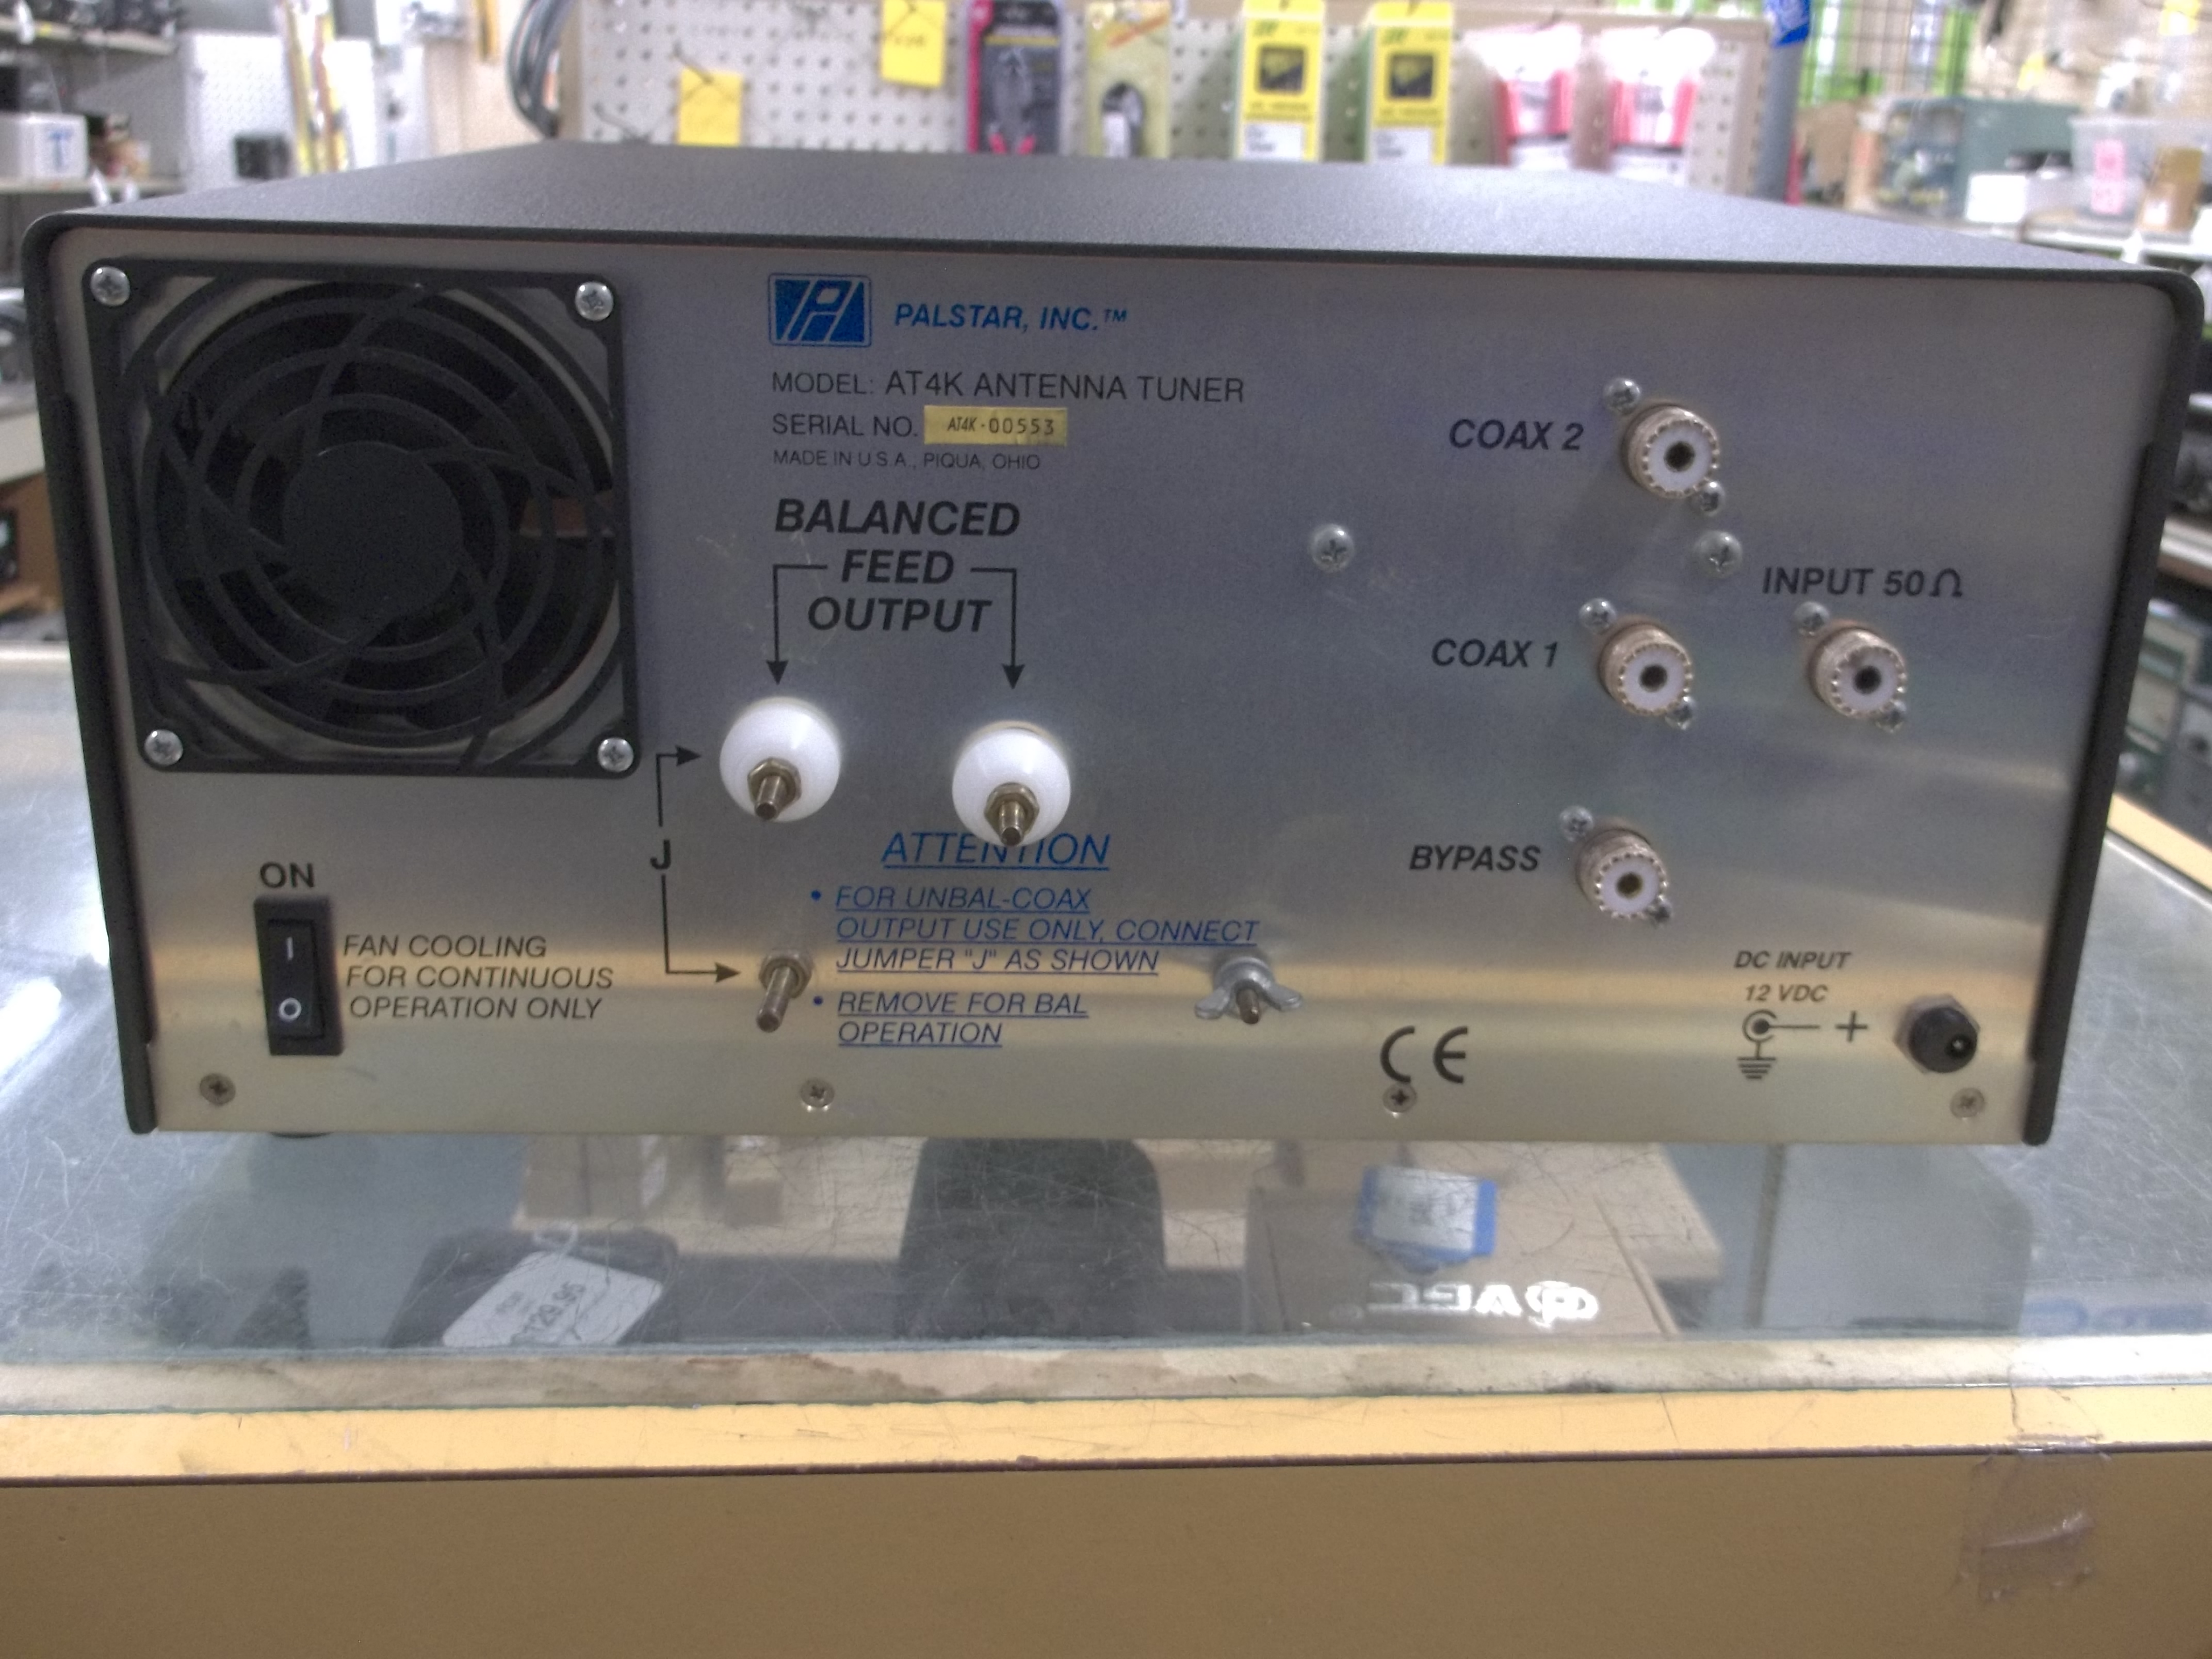 PALSTAR, INC.™
MODEL: AT4K ANTENNA TUNER
SERIAL NO. AT4K-00553
MADE IN U.S.A., PIQUA, OHIO
BALANCED
FEED
OUTPUT
COAX 2
INPUT 50Ω
COAX 1
BYPASS
J
ATTENTION
• FOR UNBAL-COAX
OUTPUT USE ONLY, CONNECT
JUMPER "J" AS SHOWN
• REMOVE FOR BAL
OPERATION
ON
I
O
FAN COOLING
FOR CONTINUOUS
OPERATION ONLY
DC INPUT
12 VDC
+
CE
129.95